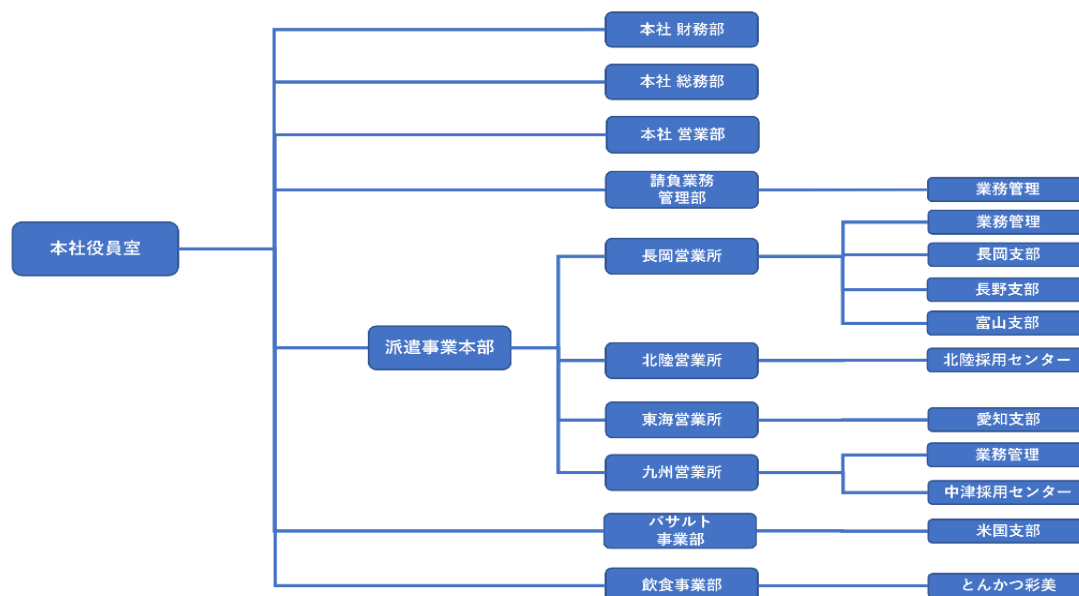 本社 財務部
本社 総務部
本社 営業部
請負業務
管理部
業務管理
本社役員室
業務管理
長岡営業所
長岡支部
長野支部
富山支部
派遣事業本部
北陸営業所
北陸採用センター
東海営業所
愛知支部
九州営業所
業務管理
中津採用センター
バサルト
事業部
米国支部
飲食事業部
とんかつ彩美